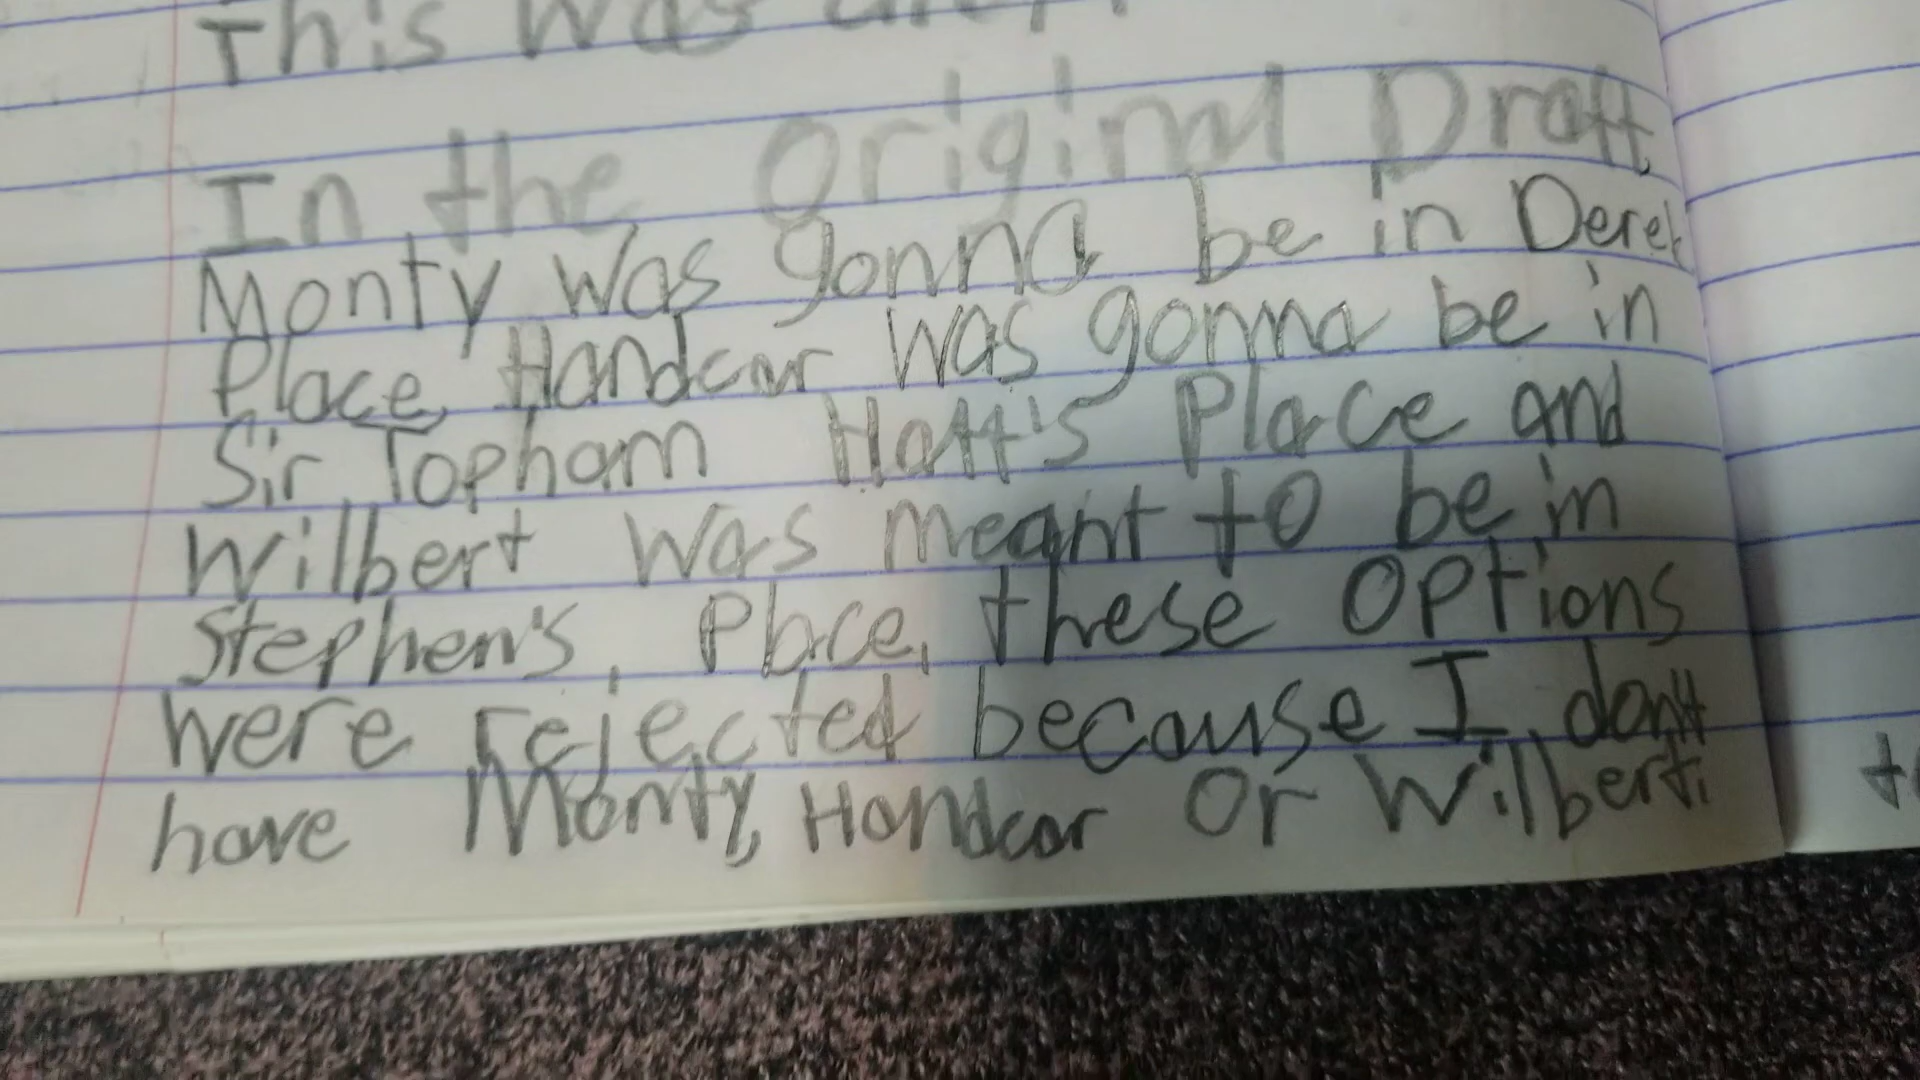 This was
In the Original Draft,
Monty was gonna be in Derek
Place, Handcar was gonna be in
Sir Topham Hatt's Place and
Wilbert was meant to be in
Stephen's, Place, these Options
were rejected because I don't
have Monty, Handcar Or Wilbert.